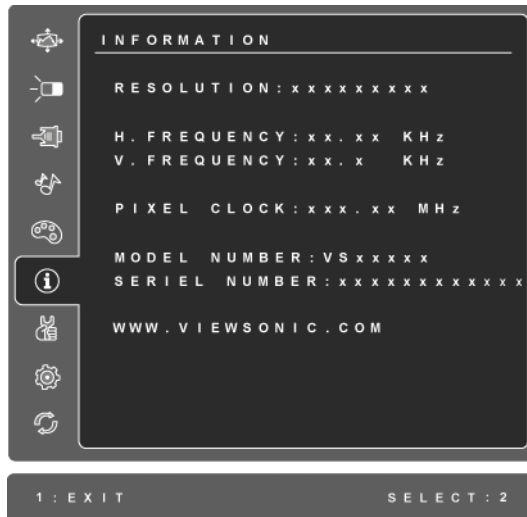 INFORMATION
RESOLUTION:xxxxxxxxx
H. FREQUENCY:xx.xx KHz
V. FREQUENCY:xx.x KHz
PIXEL CLOCK:xxx.xx MHz
MODEL NUMBER:VSxxxxx
SERIEL NUMBER:xxxxxxxxxxxx
WWW.VIEWSONIC.COM
1:EXIT SELECT:2